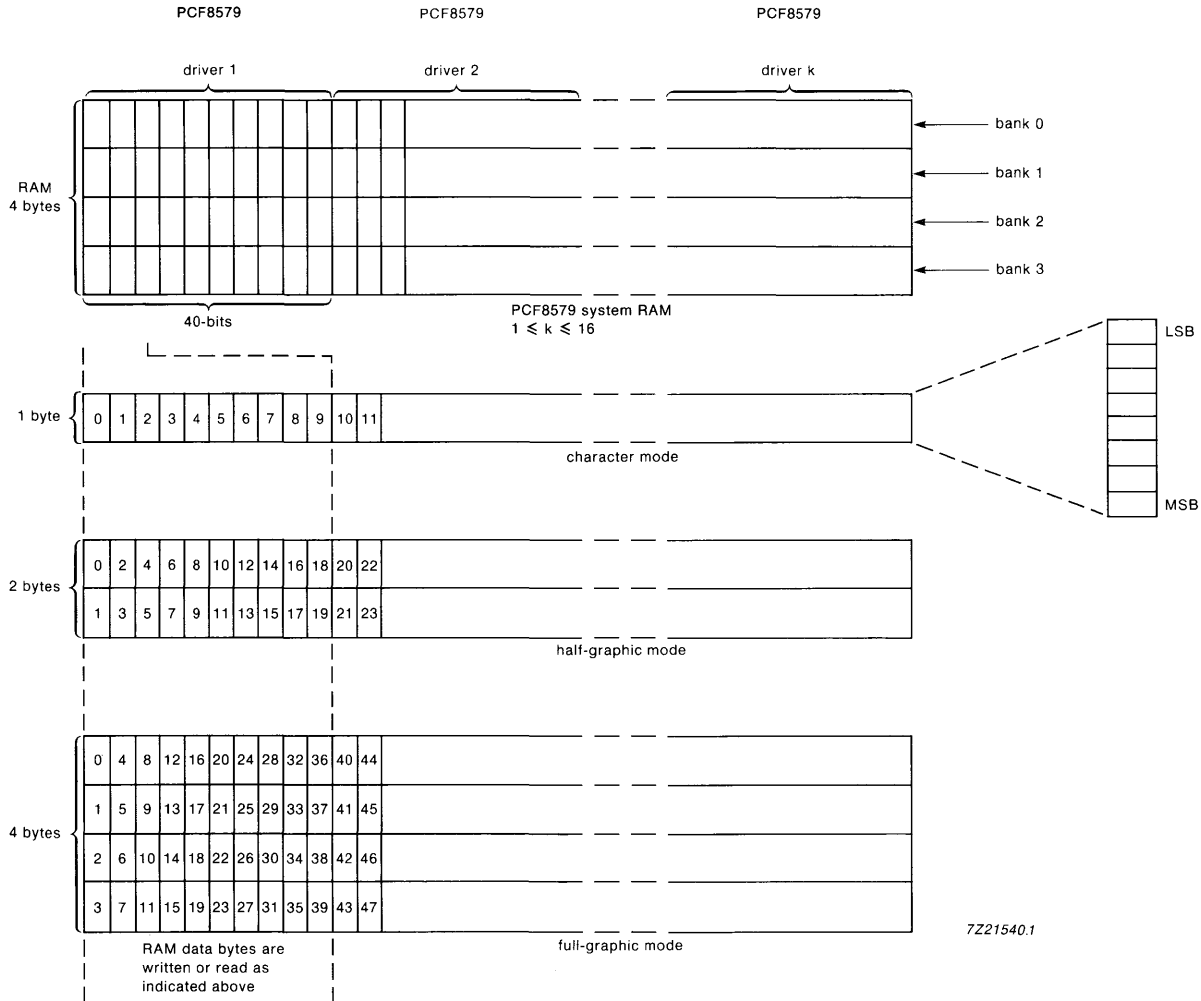 PCF8579 PCF8579 PCF8579
driver 1 driver 2 driver k
bank 0
bank 1
RAM
4 bytes
bank 2
bank 3
40-bits
PCF8579 system RAM
1 ⩽ k ⩽ 16
LSB
1 byte
0 1 2 3 4 5 6 7 8 9 10 11
character mode
MSB
2 bytes
0 2 4 6 8 10 12 14 16 18 20 22
1 3 5 7 9 11 13 15 17 19 21 23
half-graphic mode
4 bytes
0 4 8 12 16 20 24 28 32 36 40 44
1 5 9 13 17 21 25 29 33 37 41 45
2 6 10 14 18 22 26 30 34 38 42 46
3 7 11 15 19 23 27 31 35 39 43 47
full-graphic mode
RAM data bytes are
written or read as
indicated above
7Z21540.1